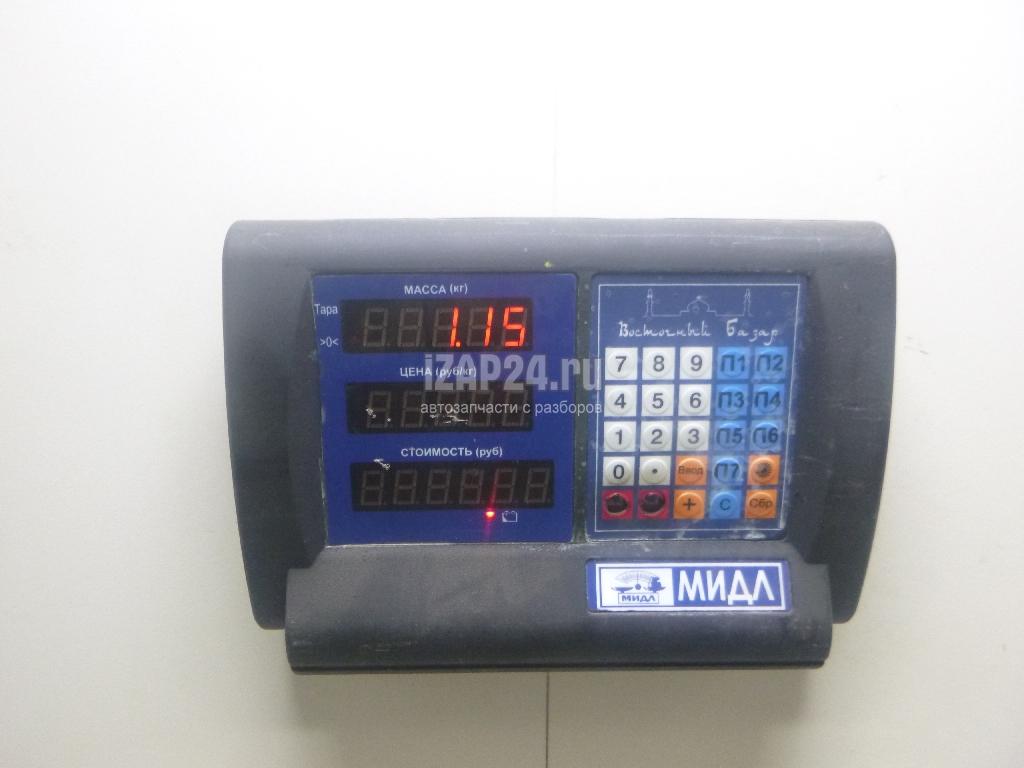 МАССА (кг)
Тара
1.15
>0<
ЦЕНА (руб/кг)
СТОИМОСТЬ (руб)
Восточный Базар
7 8 9 П1 П2
4 5 6 П3 П4
1 2 3 П5 П6
0 . Ввод П7
+ С Сбр
МИДЛ
МИДЛ
iZAP24.ru
автозапчасти с разборов